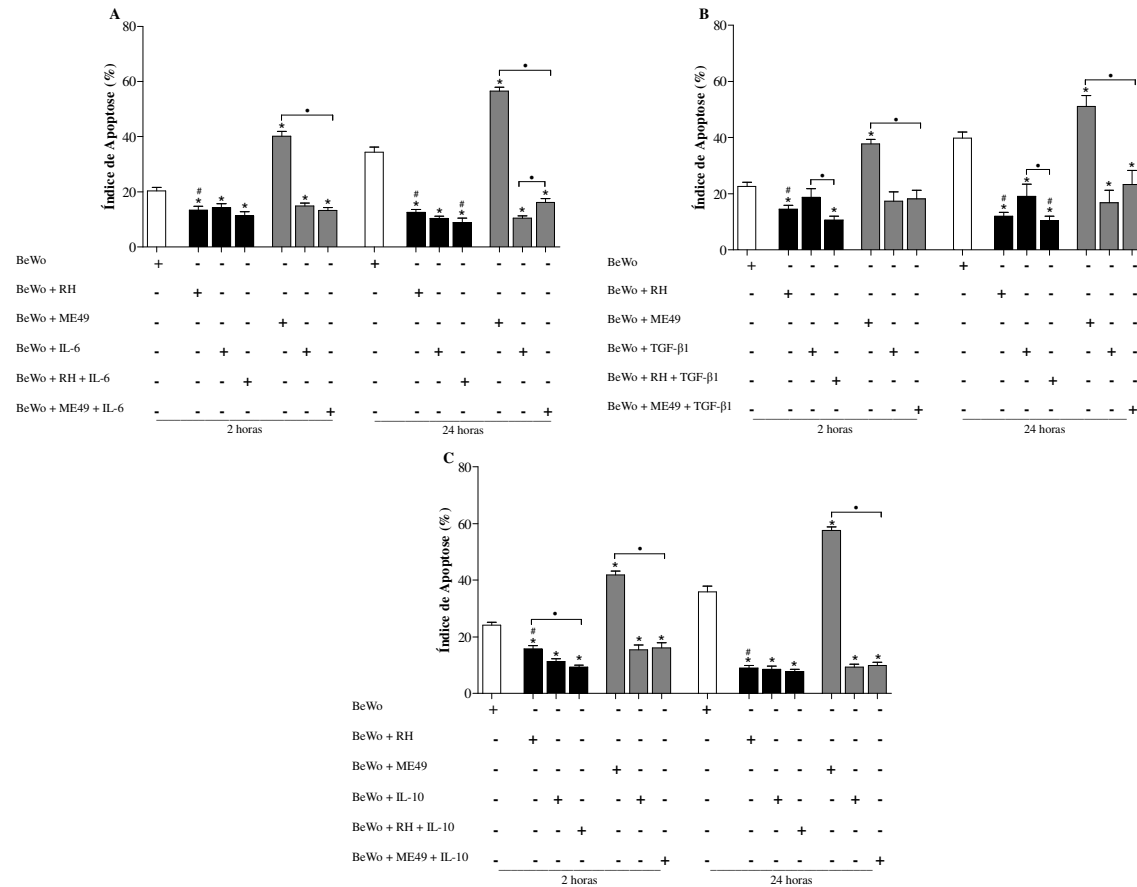 A
Índice de Apoptose (%)
80
60
40
20
0
* # * * * * * * * # * * # * * * *
• • •
BeWo + - - - - - - + - - - - - -
BeWo + RH - + - - - - - - + - - - - -
BeWo + ME49 - - - - + - - - - - - + - -
BeWo + IL-6 - - + - - + - - - + - - + -
BeWo + RH + IL-6 - - - + - - - - - - + - - -
BeWo + ME49 + IL-6 - - - - - - + - - - - - - +
2 horas 24 horas
B
Índice de Apoptose (%)
80
60
40
20
0
# * * # * * # * * * *
• • • •
BeWo + - - - - - - + - - - - - -
BeWo + RH - + - - - - - - + - - - - -
BeWo + ME49 - - - - + - - - - - - + - -
BeWo + TGF-β1 - - + - - + - - - + - - + -
BeWo + RH + TGF-β1 - - - + - - - - - - + - - -
BeWo + ME49 + TGF-β1 - - - - - - + - - - - - - +
2 horas 24 horas
C
Índice de Apoptose (%)
80
60
40
20
0
# * * * * * * # * * * * * *
• • •
BeWo + - - - - - - + - - - - - -
BeWo + RH - + - - - - - - + - - - - -
BeWo + ME49 - - - - + - - - - - - + - -
BeWo + IL-10 - - + - - + - - - + - - + -
BeWo + RH + IL-10 - - - + - - - - - - + - - -
BeWo + ME49 + IL-10 - - - - - - + - - - - - - +
2 horas 24 horas